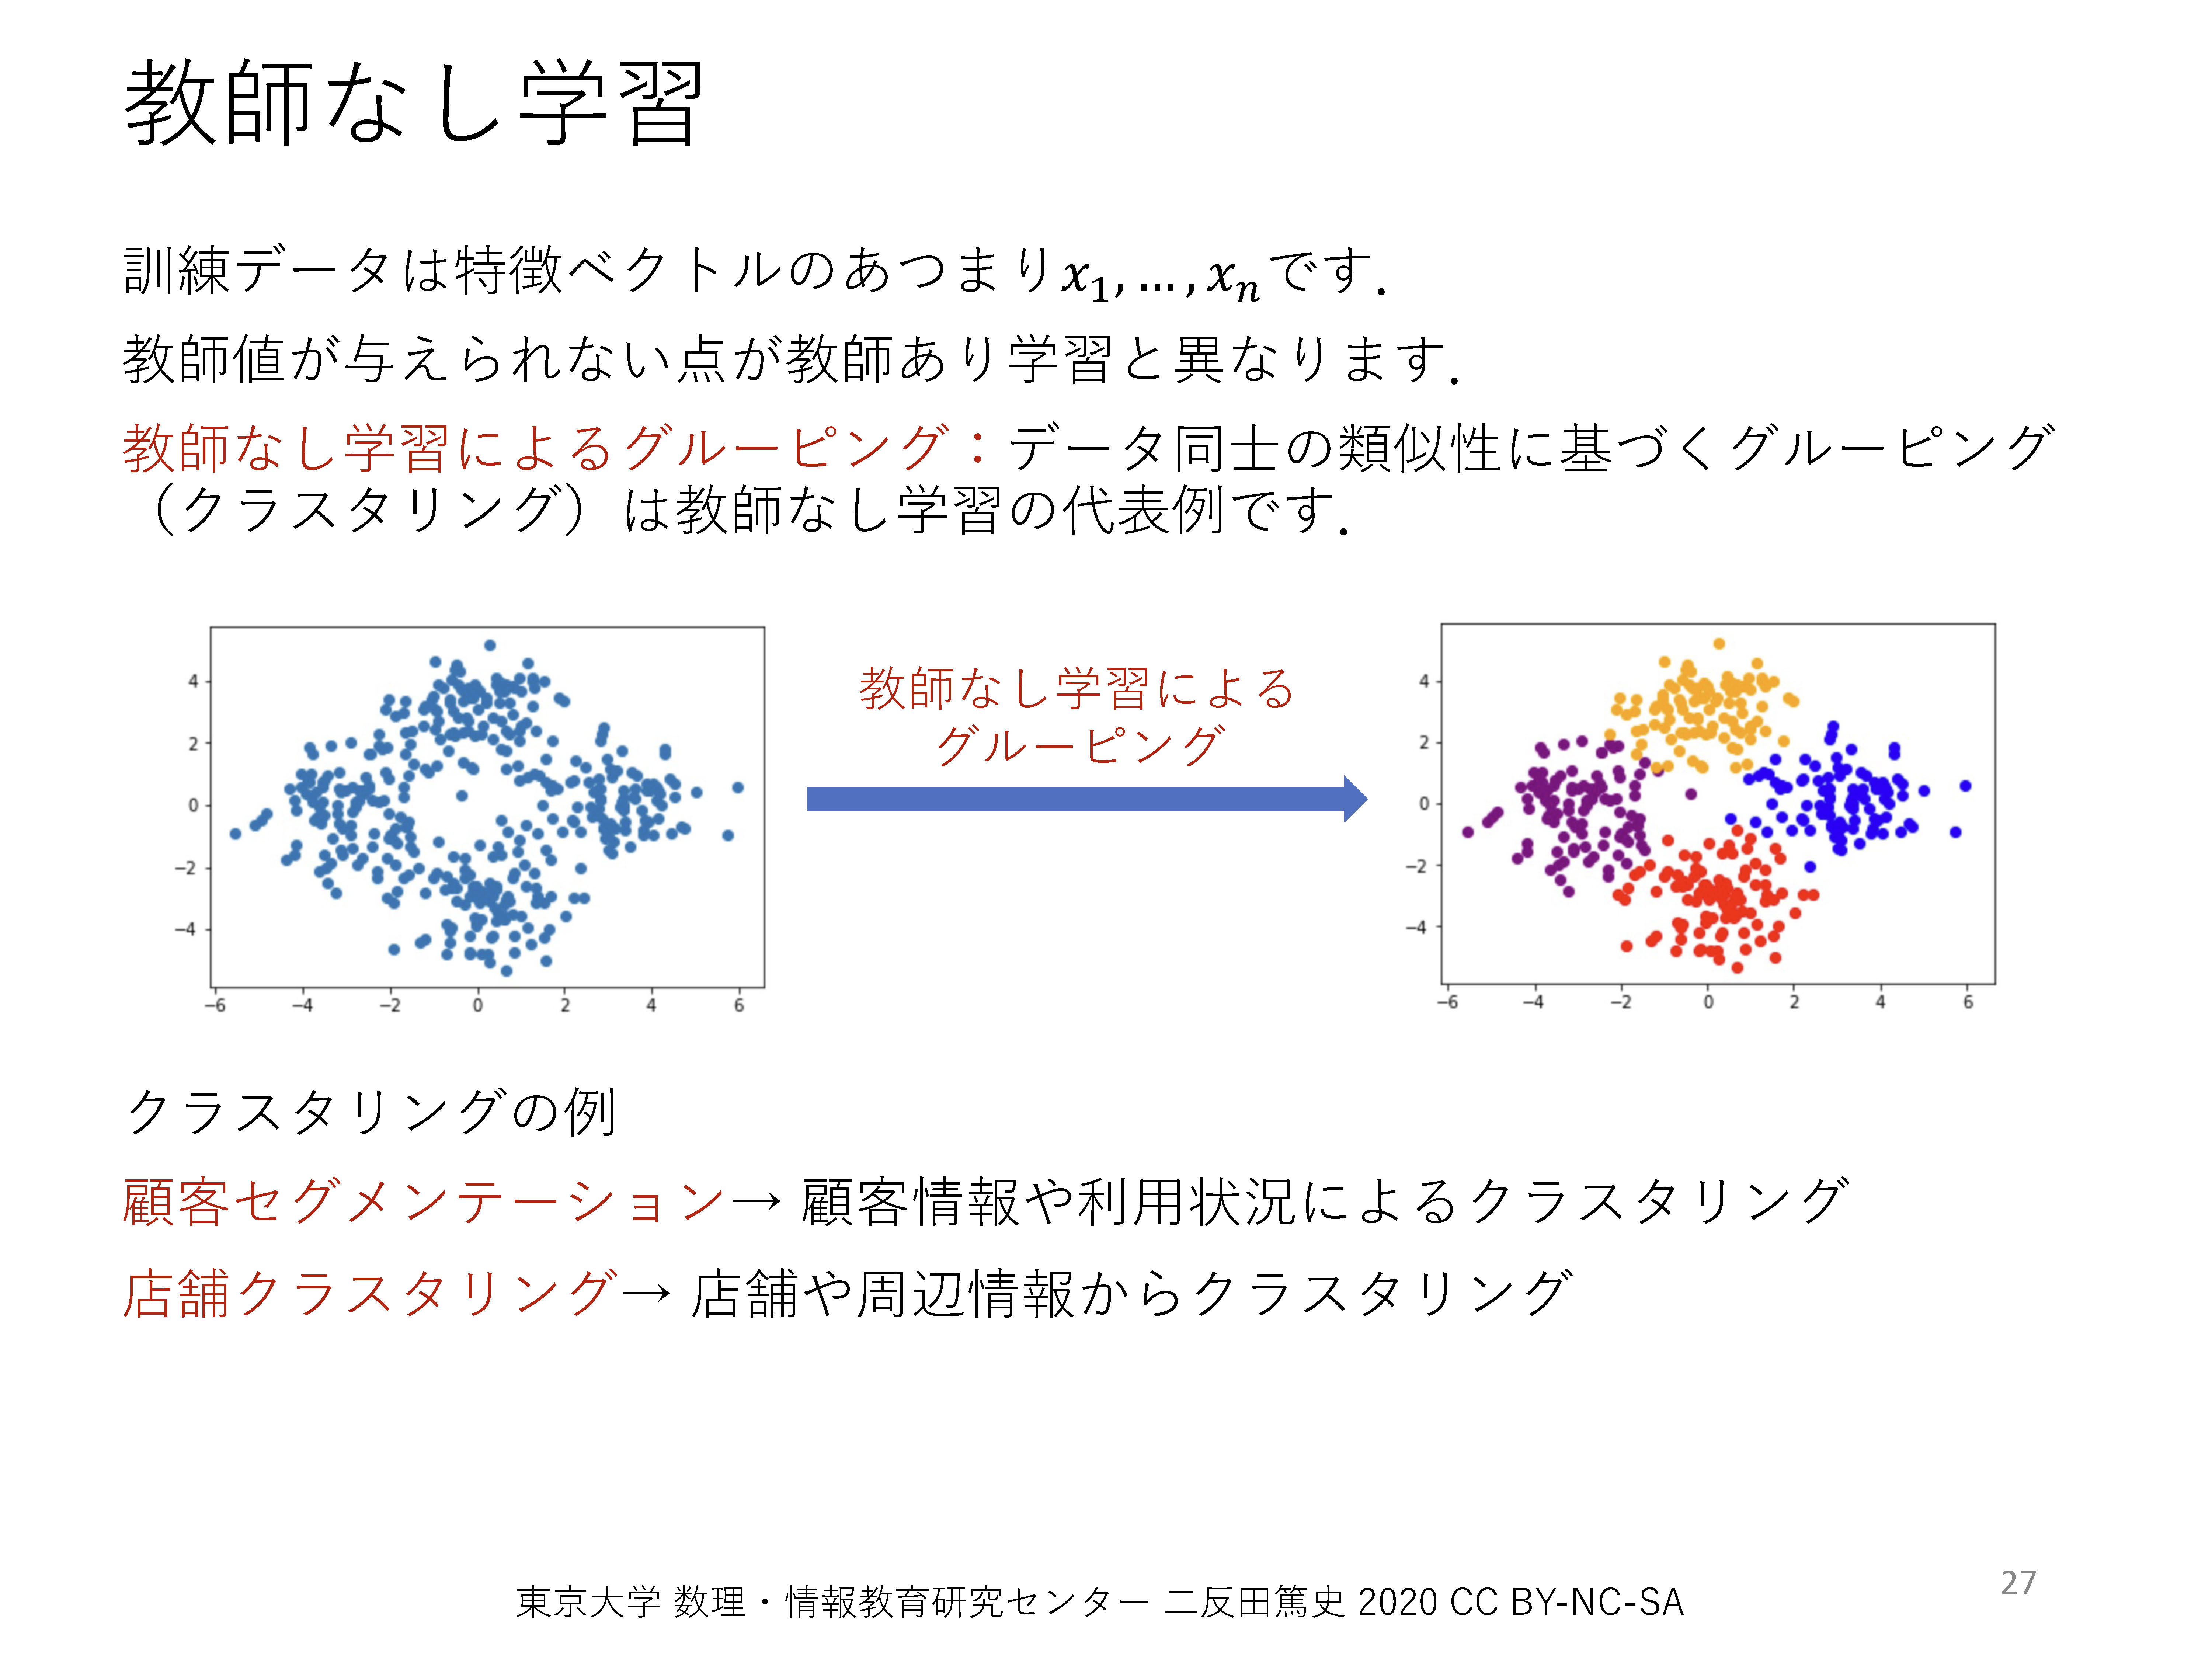 教師なし学習
訓練データは特徴ベクトルのあつまりx₁, … , xₙです．
教師値が与えられない点が教師あり学習と異なります．
教師なし学習によるグルーピング：データ同士の類似性に基づくグルーピング
（クラスタリング）は教師なし学習の代表例です．
4
2
0
−2
−4
−6 −4 −2 0 2 4 6
教師なし学習による
グルーピング
4
2
0
−2
−4
−6 −4 −2 0 2 4 6
クラスタリングの例
顧客セグメンテーション→ 顧客情報や利用状況によるクラスタリング
店舗クラスタリング→ 店舗や周辺情報からクラスタリング
東京大学 数理・情報教育研究センター 二反田篤史 2020 CC BY-NC-SA
27